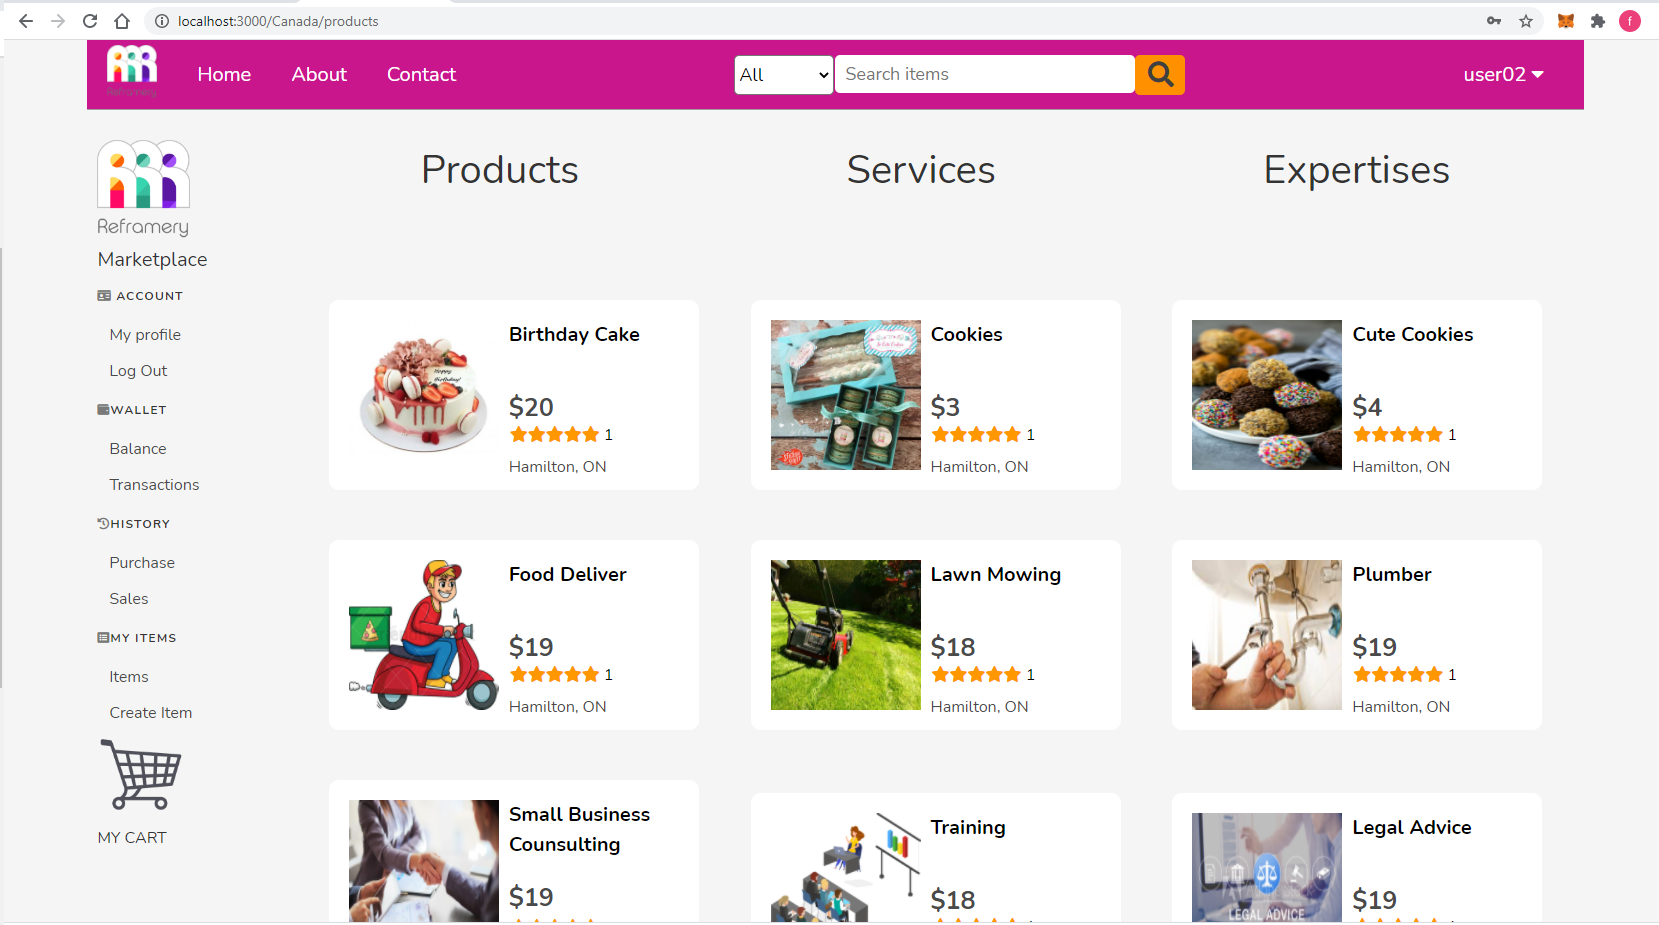 localhost:3000/Canada/products
f
Reframery
Home
About
Contact
All
Search items
user02
Reframery
Marketplace
ACCOUNT
My profile
Log Out
WALLET
Balance
Transactions
HISTORY
Purchase
Sales
MY ITEMS
Items
Create Item
MY CART
Products
Services
Expertises
Happy
Birthday!
Birthday Cake
$20
1
Hamilton, ON
Cookies
$3
1
Hamilton, ON
Cute Cookies
$4
1
Hamilton, ON
Food Deliver
$19
1
Hamilton, ON
Lawn Mowing
$18
1
Hamilton, ON
Plumber
$19
1
Hamilton, ON
Small Business
Counsulting
$19
Training
$18
LEGAL ADVICE
Legal Advice
$19